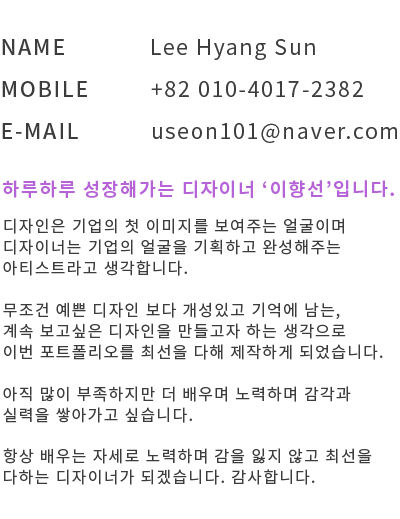 NAME Lee Hyang Sun
MOBILE +82 010-4017-2382
E-MAIL useon101@naver.com
하루하루 성장해가는 디자이너 ‘이향선’입니다.
디자인은 기업의 첫 이미지를 보여주는 얼굴이며
디자이너는 기업의 얼굴을 기획하고 완성해주는
아티스트라고 생각합니다.
무조건 예쁜 디자인 보다 개성있고 기억에 남는,
계속 보고싶은 디자인을 만들고자 하는 생각으로
이번 포트폴리오를 최선을 다해 제작하게 되었습니다.
아직 많이 부족하지만 더 배우며 노력하며 감각과
실력을 쌓아가고 싶습니다.
항상 배우는 자세로 노력하며 감을 잃지 않고 최선을
다하는 디자이너가 되겠습니다. 감사합니다.